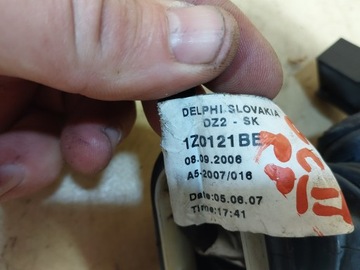 DELPHI SLOVAKIA
DZ2 - SK
1Z0121BE
08.09.2006
A5-2007/016
Date:05.06.07
Time:17:41